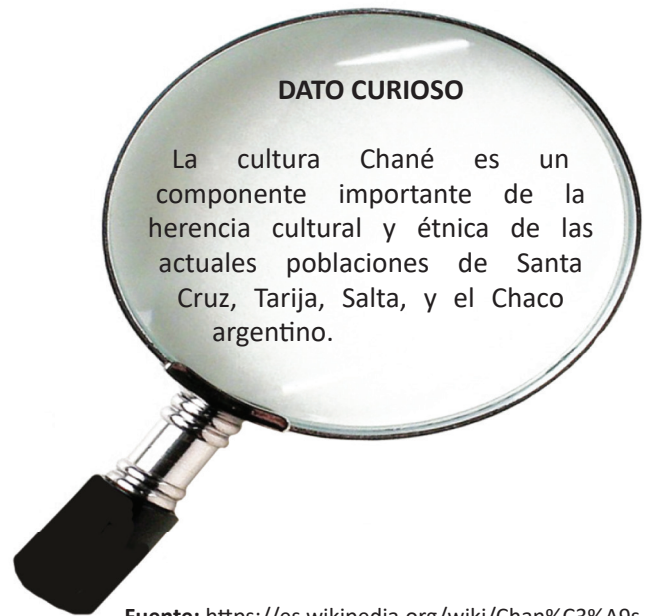 DATO CURIOSO
La cultura Chané es un
componente importante de la
herencia cultural y étnica de las
actuales poblaciones de Santa
Cruz, Tarija, Salta, y el Chaco
argentino.
Fuente: https://es.wikipedia.org/wiki/Chan%C3%A9s